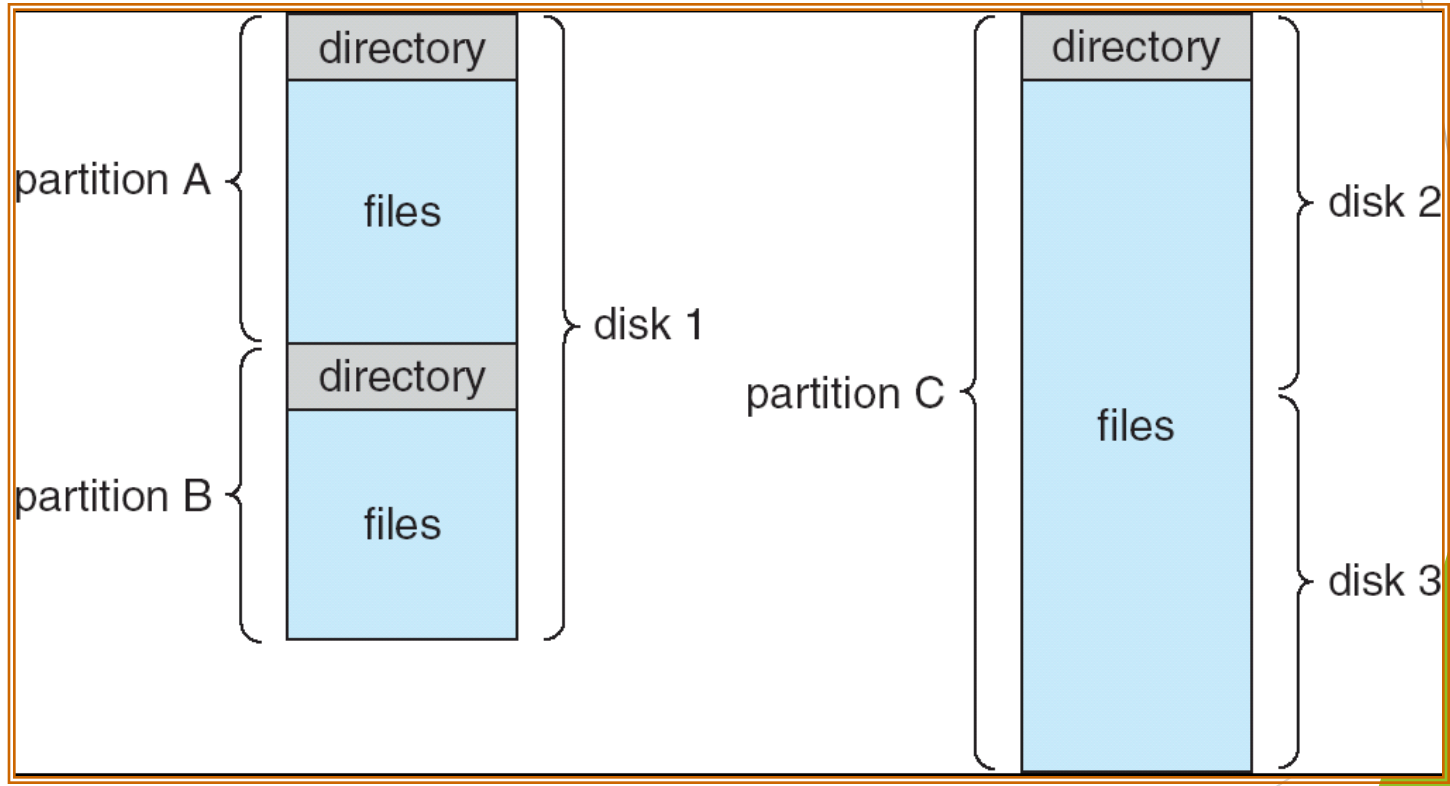 directory
partition A
files
directory
partition B
files
disk 1
directory
partition C
files
disk 2
disk 3